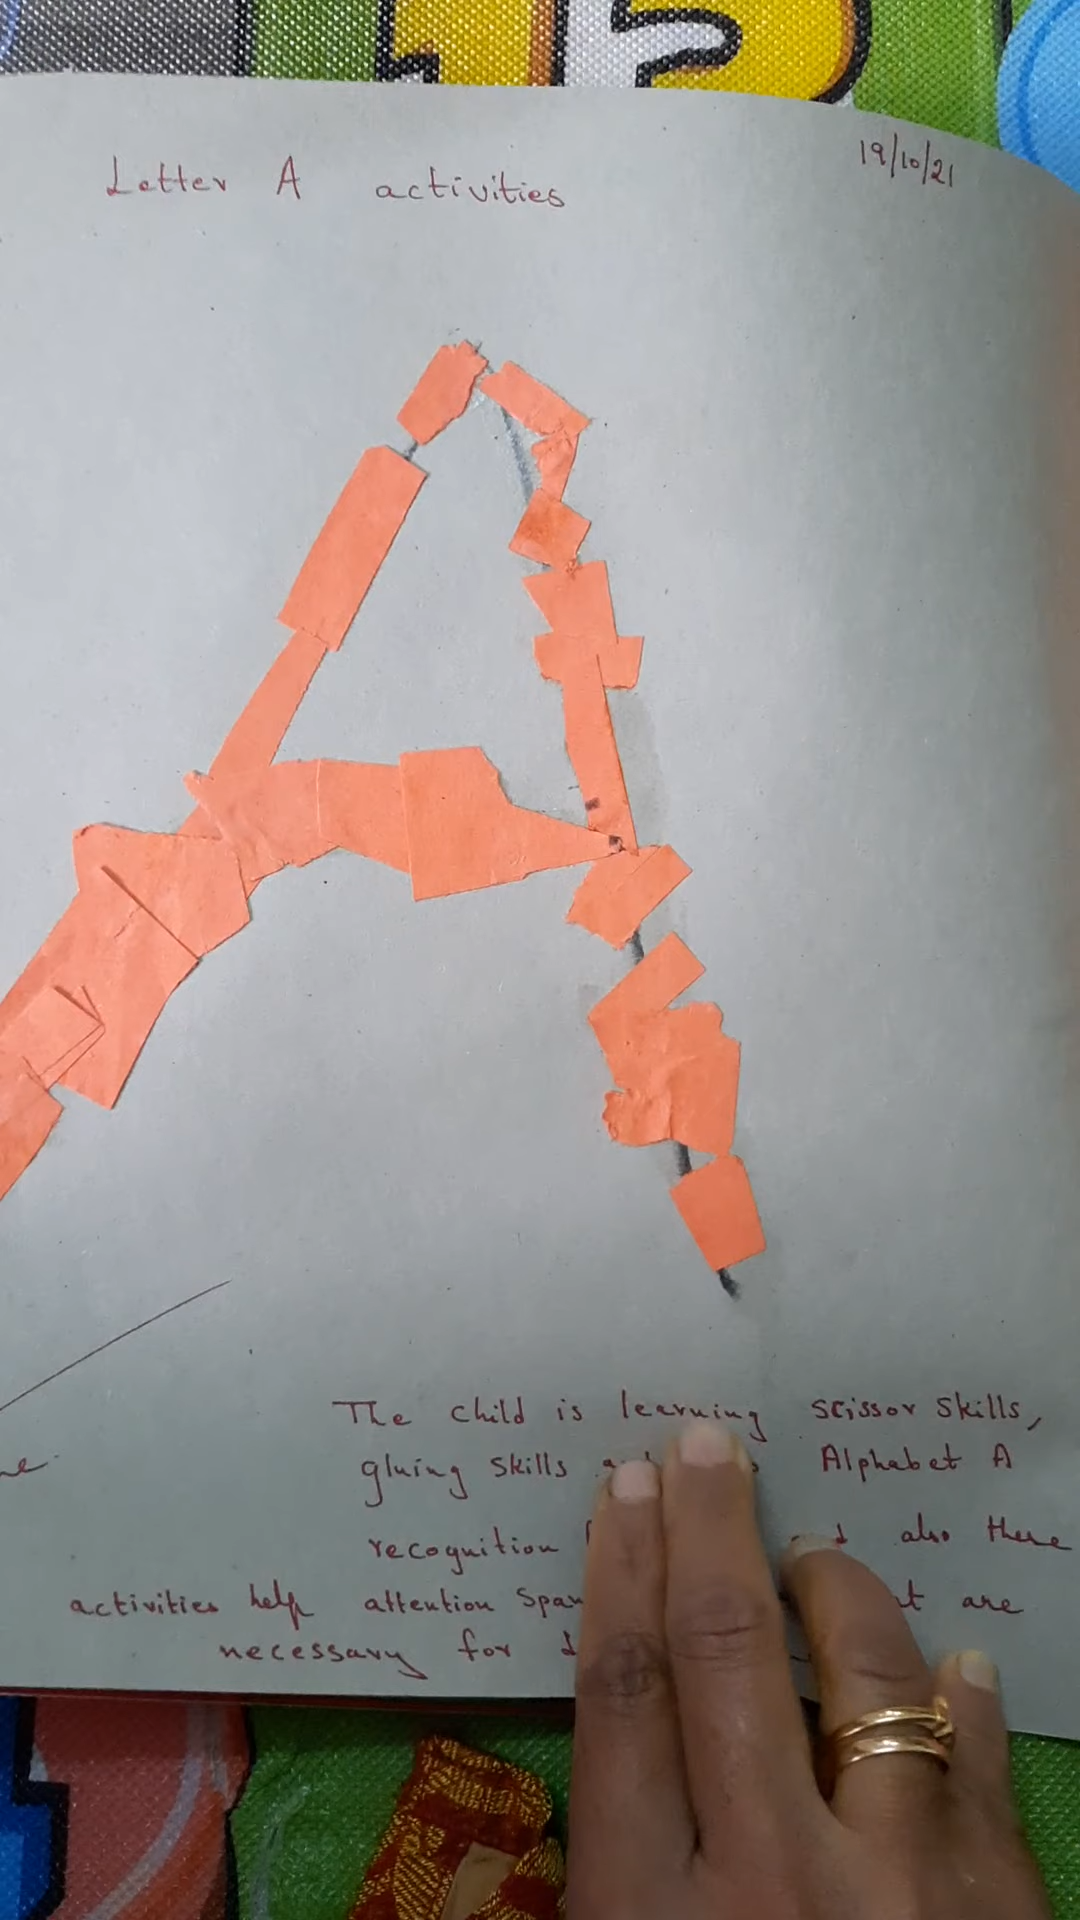 Letter A activities
19/10/21
The child is learning scissor skills,
gluing skills Alphabet A
recognition also there
activities help attention span are
necessary for